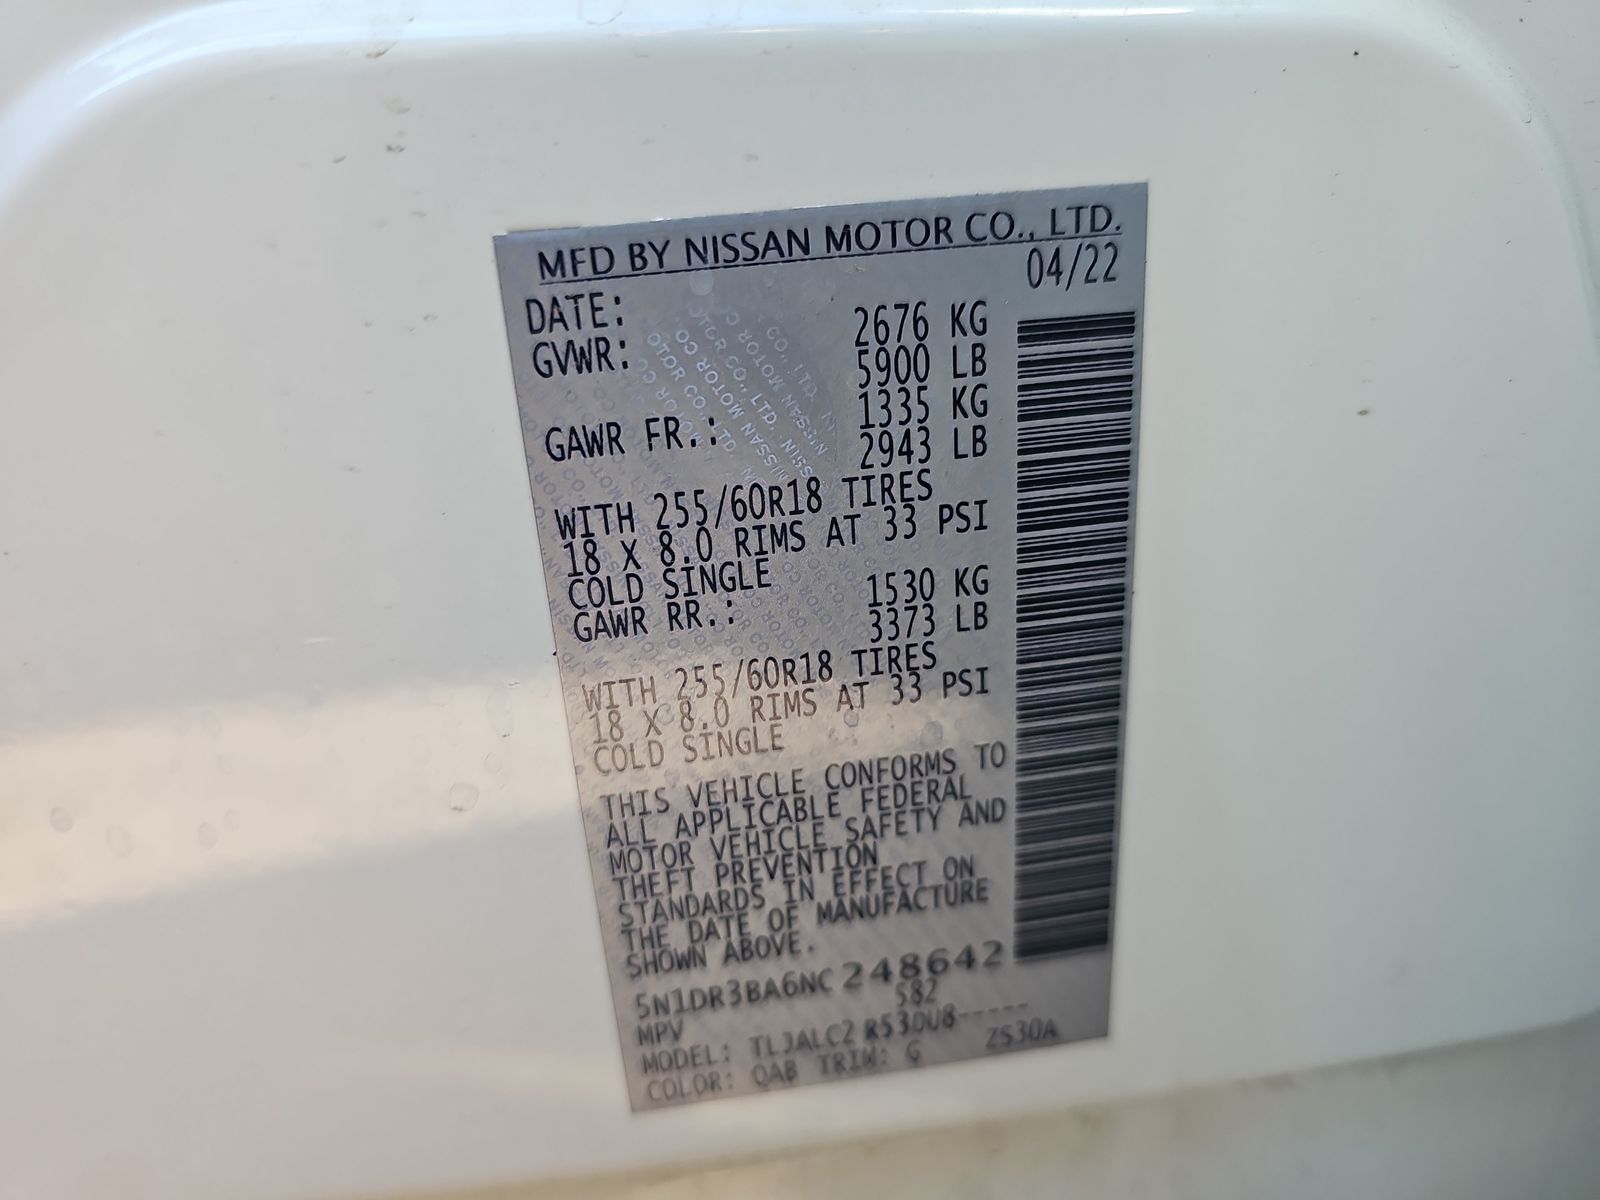 MFD BY NISSAN MOTOR CO., LTD.
DATE: 04/22
GVWR: 2676 KG
5900 LB
GAWR FR.: 1335 KG
2943 LB
WITH 255/60R18 TIRES
18 X 8.0 RIMS AT 33 PSI
COLD SINGLE
GAWR RR.: 1530 KG
3373 LB
WITH 255/60R18 TIRES
18 X 8.0 RIMS AT 33 PSI
COLD SINGLE
THIS VEHICLE CONFORMS TO
ALL APPLICABLE FEDERAL
MOTOR VEHICLE SAFETY AND
THEFT PREVENTION
STANDARDS IN EFFECT ON
THE DATE OF MANUFACTURE
SHOWN ABOVE.
5N1DR3BA6NC248642
MPV 582
MODEL: TLJALC2 R530U8-----
COLOR: QAB TRIM: G ZS30A